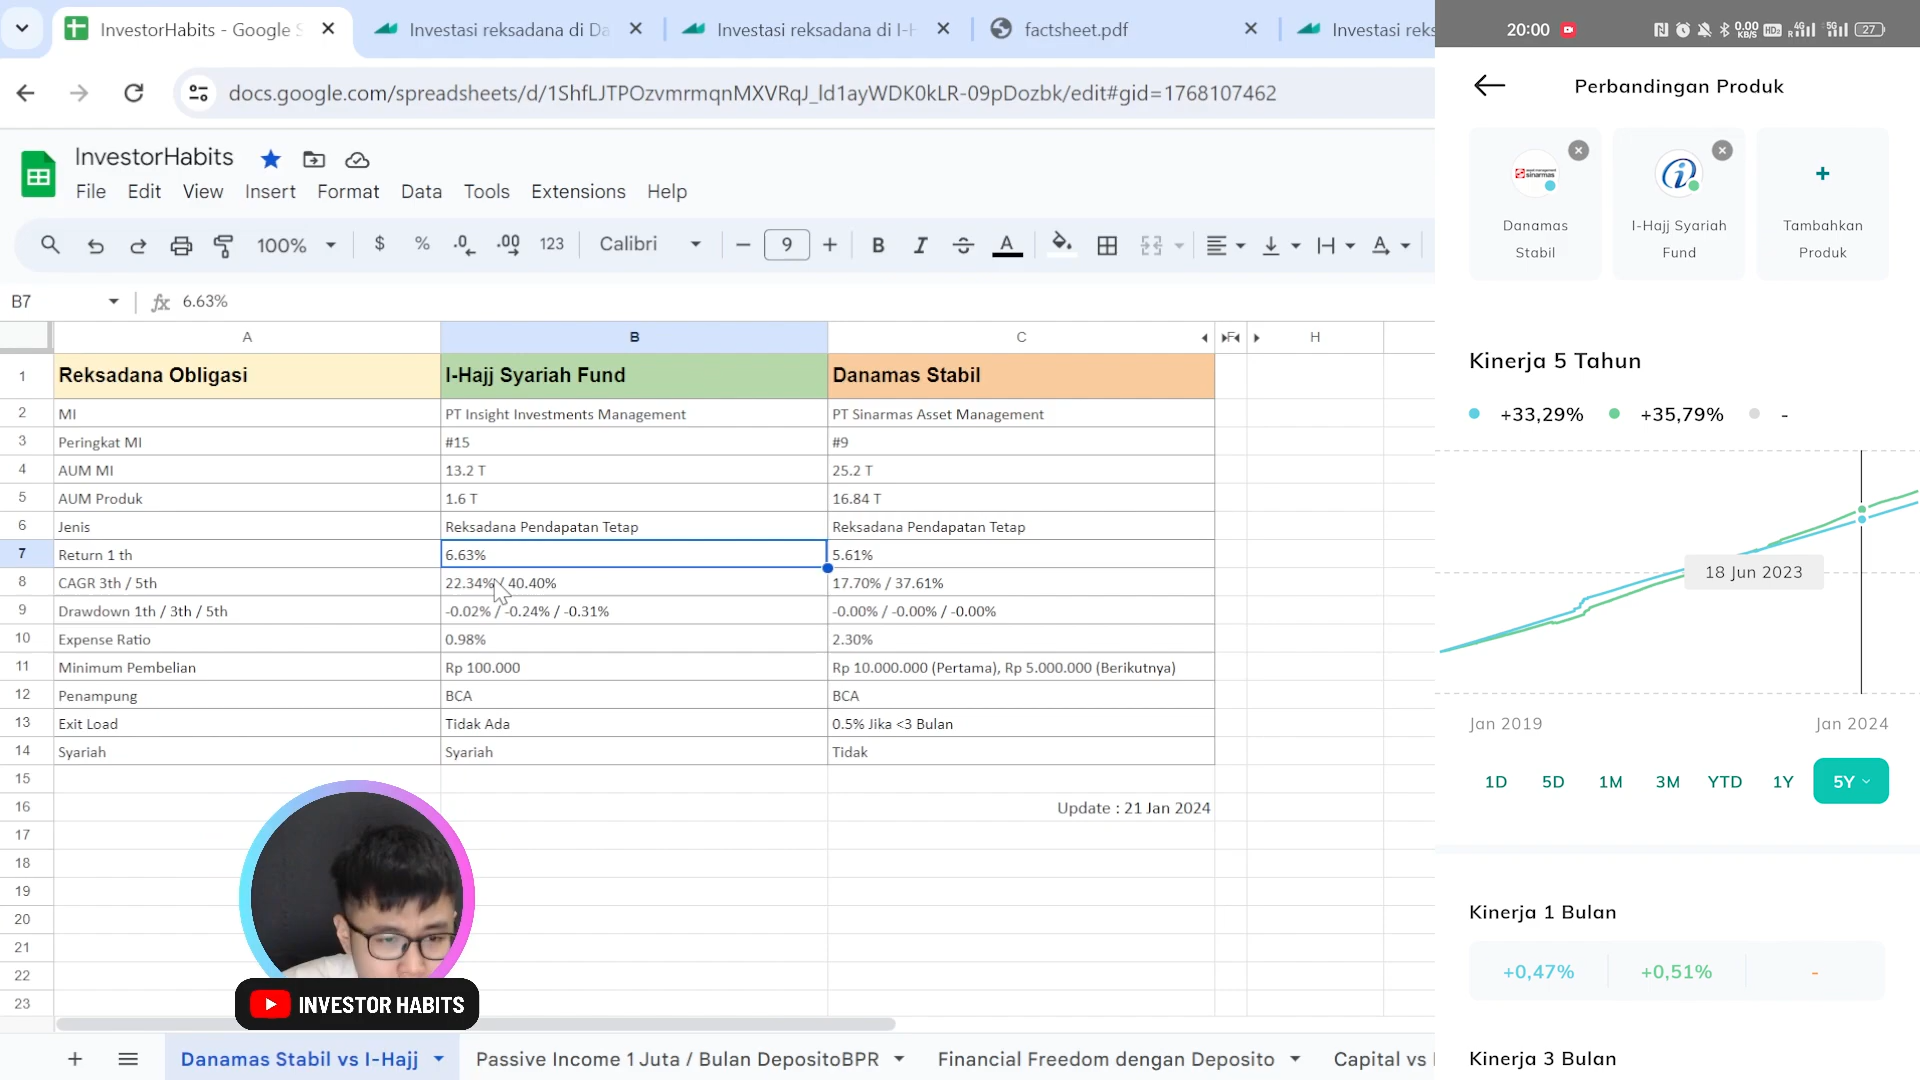 InvestorHabits - Google S
Investasi reksadana di Da
Investasi reksadana di I-H
factsheet.pdf
Investasi reks
docs.google.com/spreadsheets/d/1ShfLJTPOzvmrmqnMXVRqJ_ld1ayWDK0kLR-09pDozbk/edit#gid=1768107462
InvestorHabits
File Edit View Insert Format Data Tools Extensions Help
100% $ % .0 .00 123 Calibri 9 B I A
B7 fx 6.63%
A B C F H
1 Reksadana Obligasi I-Hajj Syariah Fund Danamas Stabil
2 MI PT Insight Investments Management PT Sinarmas Asset Management
3 Peringkat MI #15 #9
4 AUM MI 13.2 T 25.2 T
5 AUM Produk 1.6 T 16.84 T
6 Jenis Reksadana Pendapatan Tetap Reksadana Pendapatan Tetap
7 Return 1 th 6.63% 5.61%
8 CAGR 3th / 5th 22.34% / 40.40% 17.70% / 37.61%
9 Drawdown 1th / 3th / 5th -0.02% / -0.24% / -0.31% -0.00% / -0.00% / -0.00%
10 Expense Ratio 0.98% 2.30%
11 Minimum Pembelian Rp 100.000 Rp 10.000.000 (Pertama), Rp 5.000.000 (Berikutnya)
12 Penampung BCA BCA
13 Exit Load Tidak Ada 0.5% Jika <3 Bulan
14 Syariah Syariah Tidak
15
16 Update : 21 Jan 2024
17
18
19
20
21
22
23
INVESTOR HABITS
Danamas Stabil vs I-Hajj Passive Income 1 Juta / Bulan DepositoBPR Financial Freedom dengan Deposito Capital vs
20:00 0.00 KB/S HD2 R 4G 5G 27
Perbandingan Produk
sinarmas
Danamas Stabil
I-Hajj Syariah Fund
+
Tambahkan Produk
Kinerja 5 Tahun
+33,29% +35,79% -
18 Jun 2023
Jan 2019 Jan 2024
1D 5D 1M 3M YTD 1Y 5Y
Kinerja 1 Bulan
+0,47% +0,51% -
Kinerja 3 Bulan